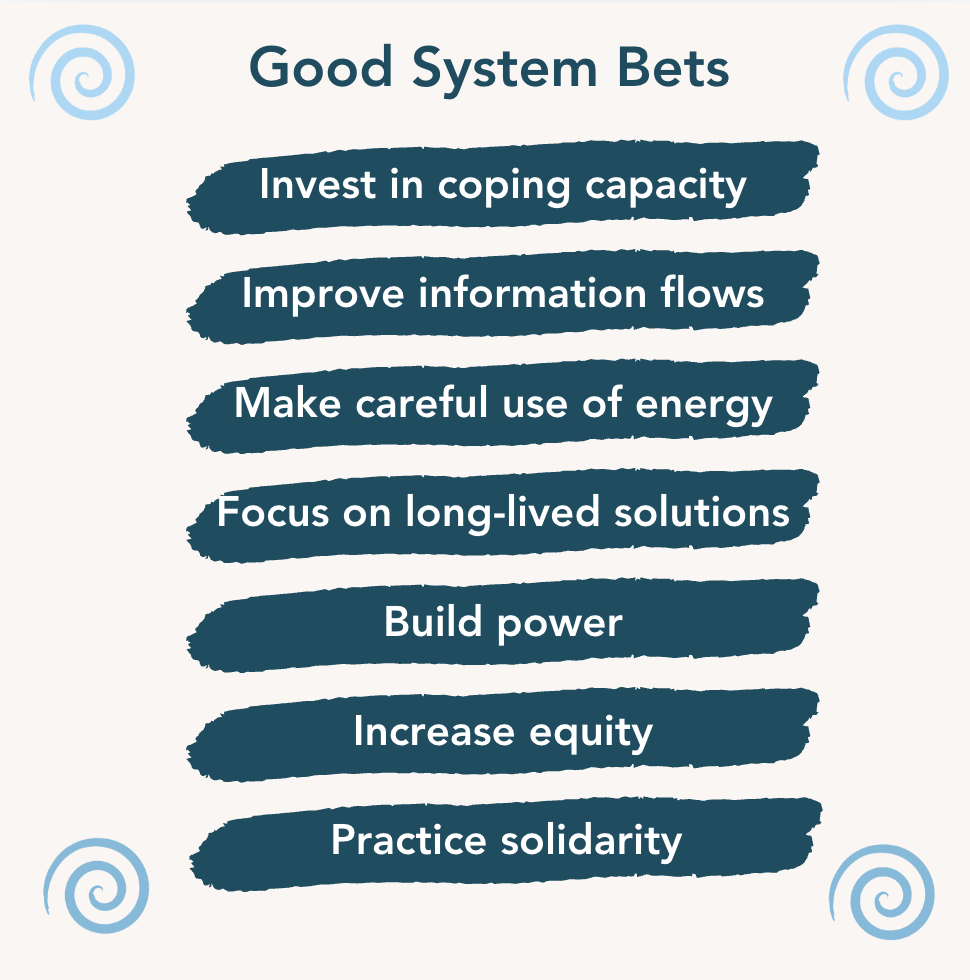 Good System Bets
Invest in coping capacity
Improve information flows
Make careful use of energy
Focus on long-lived solutions
Build power
Increase equity
Practice solidarity